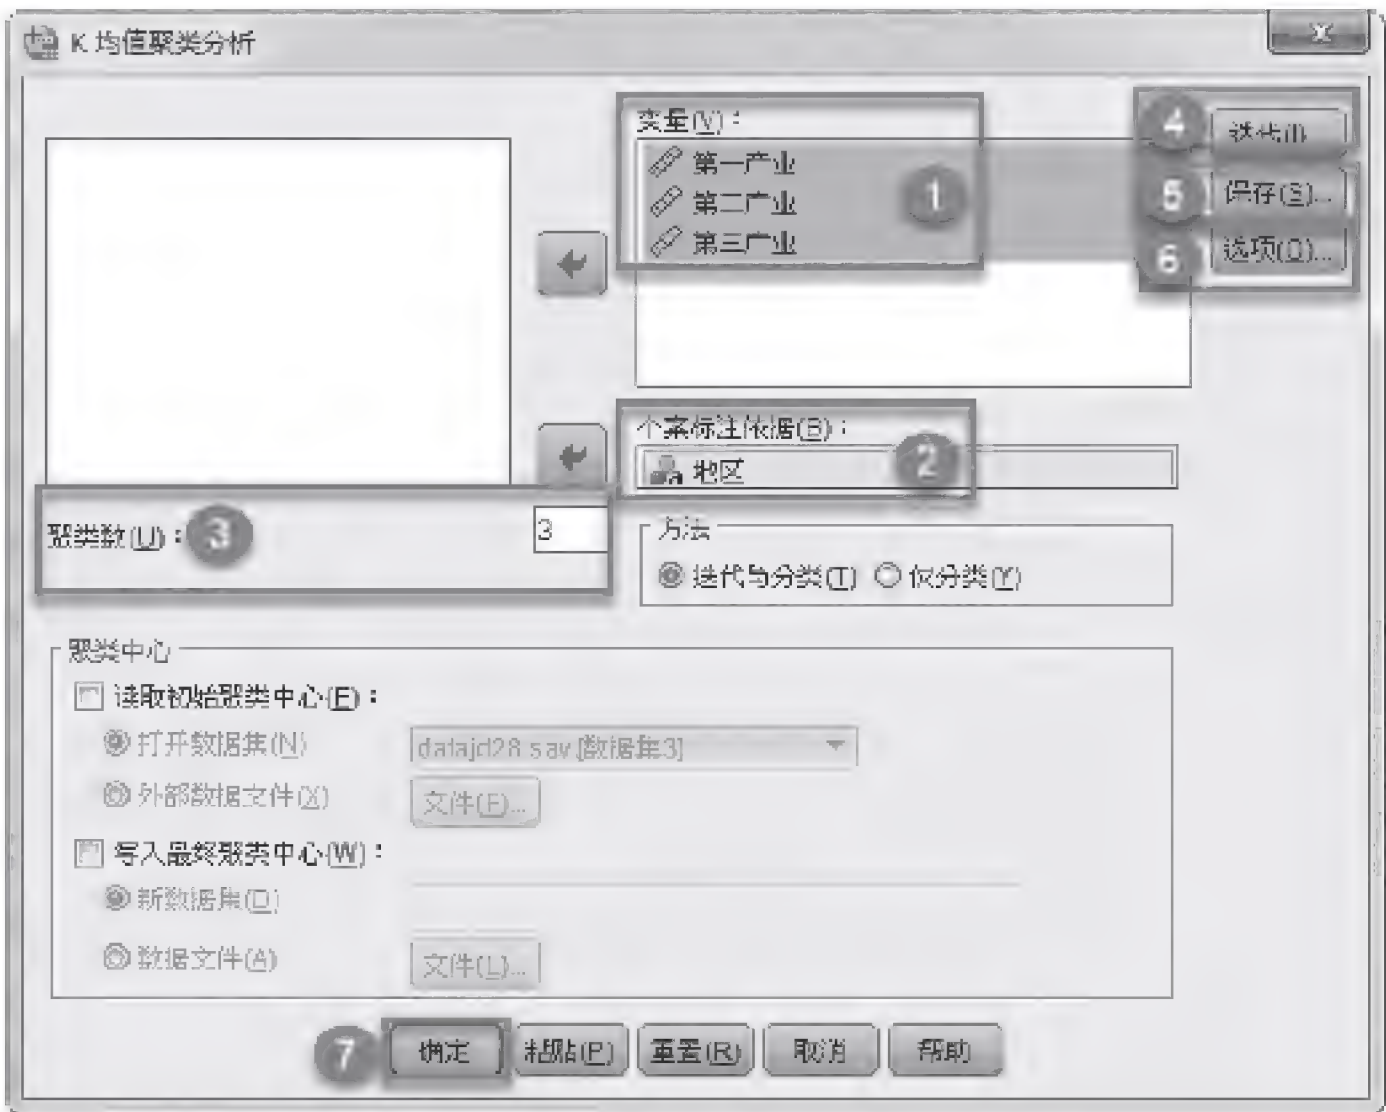 K 均值聚类分析
变量(V)：
第一产业
第二产业
第三产业
1
4
迭代(I)
5
保存(S)...
6
选项(O)...
个案标注依据(B)：
地区
2
聚类数(U)：
3
3
方法
迭代与分类(T)
仅分类(Y)
聚类中心
读取初始聚类中心(E)：
打开数据集(N)
datajd28.sav [数据集3]
外部数据文件(X)
文件(F)...
写入最终聚类中心(W)：
新数据集(D)
数据文件(A)
文件(L)...
7
确定
粘贴(P)
重置(R)
取消
帮助